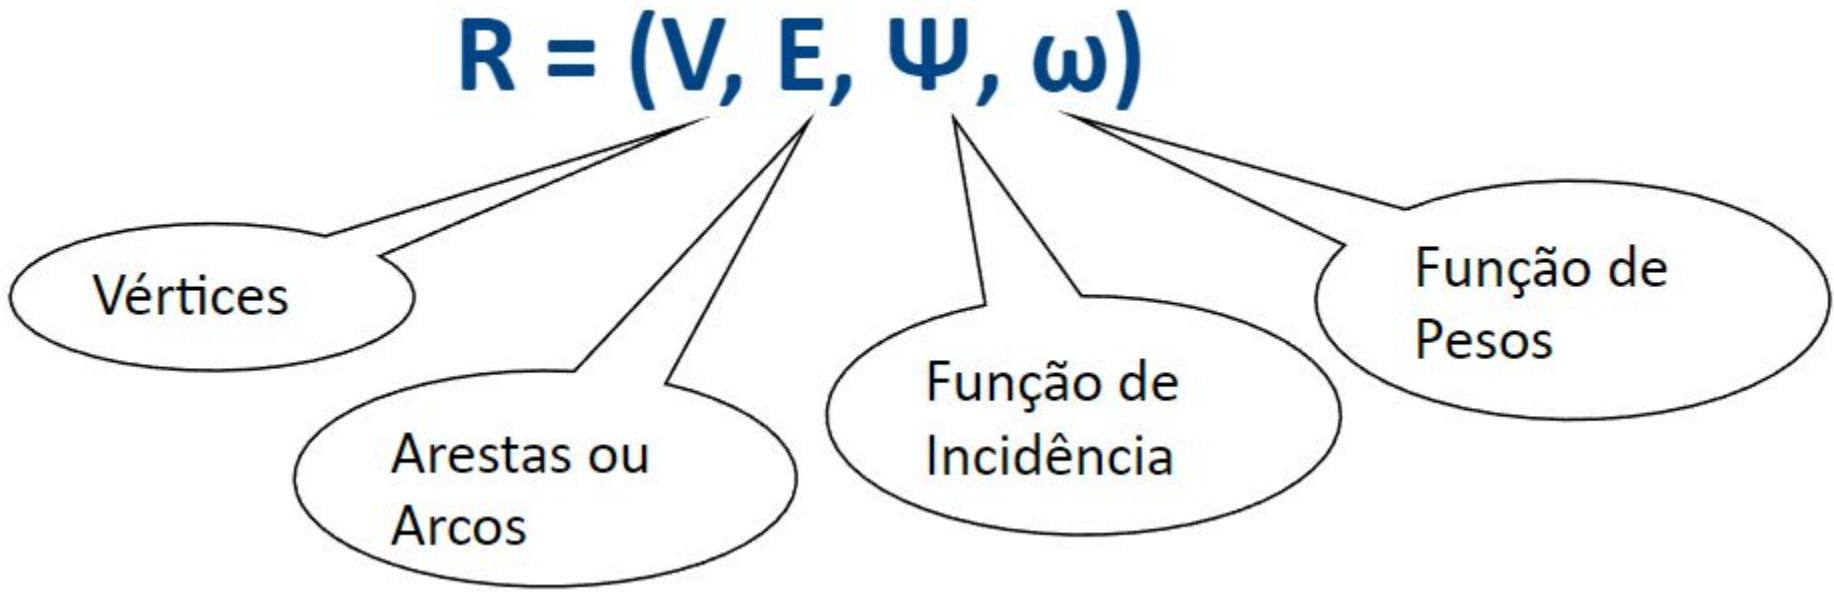 R = (V, E, Ψ, ω)
Vértices
Arestas ou
Arcos
Função de
Incidência
Função de
Pesos